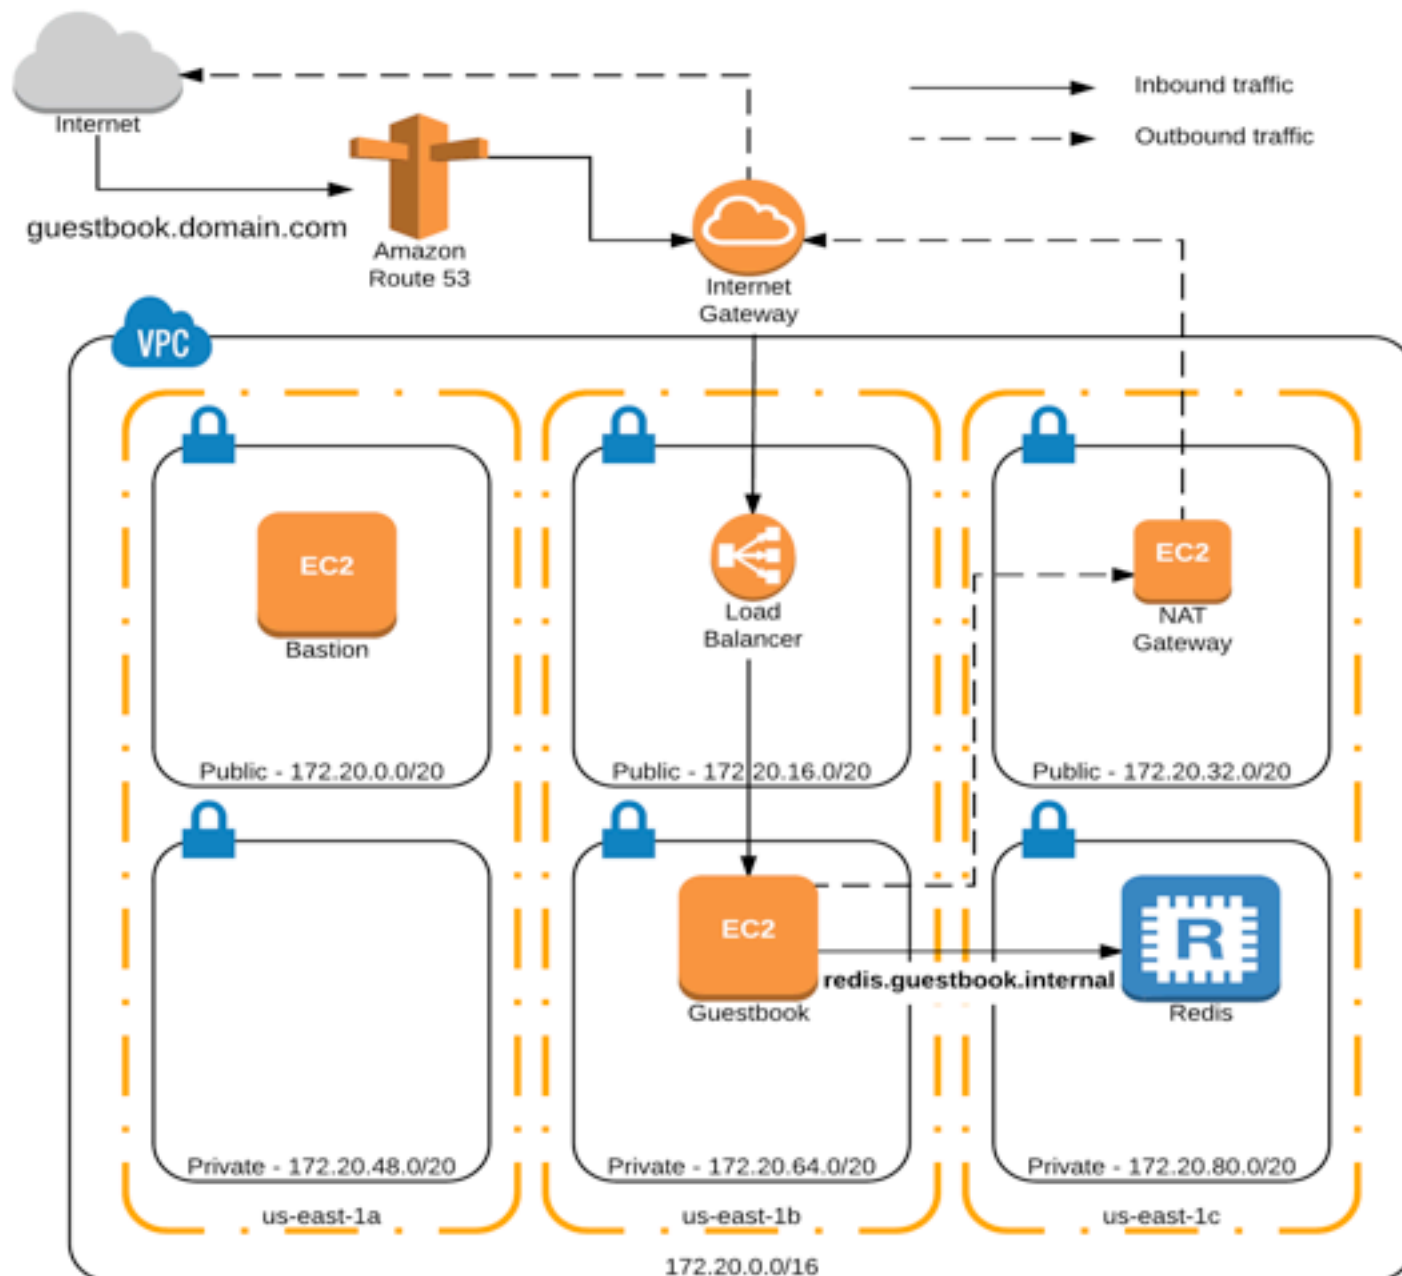 Internet
guestbook.domain.com
Amazon
Route 53
Internet
Gateway
Inbound traffic
Outbound traffic
VPC
EC2
Bastion
Public - 172.20.0.0/20
Load
Balancer
Public - 172.20.16.0/20
EC2
NAT
Gateway
Public - 172.20.32.0/20
Private - 172.20.48.0/20
us-east-1a
EC2
Guestbook
redis.guestbook.internal
Private - 172.20.64.0/20
us-east-1b
R
Redis
Private - 172.20.80.0/20
us-east-1c
172.20.0.0/16